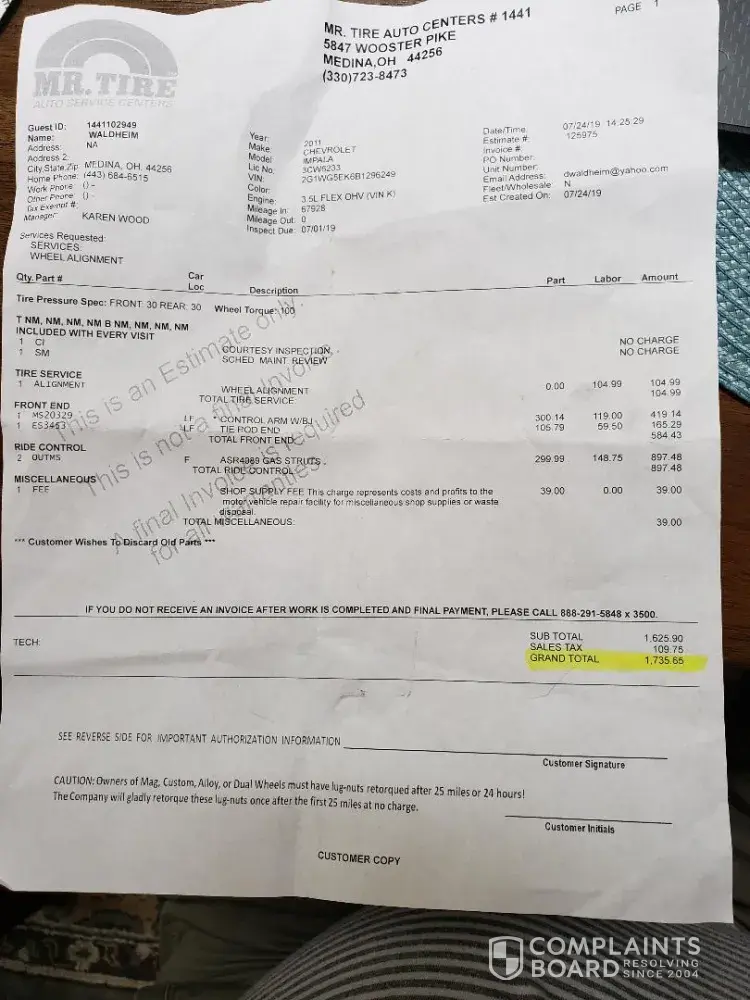 PAGE 1
MR. TIRE AUTO CENTERS # 1441
5847 WOOSTER PIKE
MEDINA,OH 44256
(330)723-8473
MR. TIRE
AUTO SERVICE CENTERS
Guest ID: 1441102949
Name: WALDHEIM
Address: NA
Address 2:
City,State,Zip MEDINA, OH. 44256
Home Phone: (443) 684-6515
Work Phone: () -
Other Phone: () -
Tax Exempt #:
Manager: KAREN WOOD
Year: 2011
Make: CHEVROLET
Model IMPALA
Lic No. 3CW6233
VIN: 2G1WG5EK6B1296249
Color:
Engine: 3.5L FLEX OHV (VIN K)
Mileage In: 67928
Mileage Out: 0
Inspect Due: 07/01/19
Date/Time: 07/24/19 14:25:29
Estimate #: 125975
Invoice #:
PO Number:
Unit Number:
Email Address: dwaldheim@yahoo.com
Fleet/Wholesale N
Est Created On: 07/24/19
Services Requested:
SERVICES:
WHEEL ALIGNMENT
Qty. Part # Car Loc Description Part Labor Amount
Tire Pressure Spec: FRONT: 30 REAR: 30 Wheel Torque: 100
T NM, NM, NM, NM B NM, NM, NM, NM
INCLUDED WITH EVERY VISIT
1 CI COURTESY INSPECTION, - NO CHARGE
1 SM SCHED MAINT. REVIEW NO CHARGE
TIRE SERVICE
1 ALIGNMENT WHEEL ALIGNMENT 0.00 104.99 104.99
TOTAL TIRE SERVICE 104.99
FRONT END
1 MS20329 LF * CONTROL ARM W/BJ 300.14 119.00 419.14
1 ES3463 LF TIE ROD END 105.79 59.50 165.29
TOTAL FRONT END 584.43
RIDE CONTROL
2 OUTMS F ASR4989 GAS STRUTS - 299.99 148.75 897.48
TOTAL RIDE CONTROL 897.48
MISCELLANEOUS
1 FEE SHOP SUPPLY FEE This charge represents costs and profits to the 39.00 0.00 39.00
motor vehicle repair facility for miscellaneous shop supplies or waste
disposal.
TOTAL MISCELLANEOUS: 39.00
This is an Estimate only.
This is not a final Invoice
A final Invoice is required
for all warranties
*** Customer Wishes To Discard Old Parts ***
IF YOU DO NOT RECEIVE AN INVOICE AFTER WORK IS COMPLETED AND FINAL PAYMENT, PLEASE CALL 888-291-5848 x 3500.
TECH:
SUB TOTAL 1,625.90
SALES TAX 109.75
GRAND TOTAL 1,735.65
SEE REVERSE SIDE FOR IMPORTANT AUTHORIZATION INFORMATION
Customer Signature
CAUTION: Owners of Mag, Custom, Alloy, or Dual Wheels must have lug-nuts retorqued after 25 miles or 24 hours!
The Company will gladly retorque these lug-nuts once after the first 25 miles at no charge.
Customer Initials
CUSTOMER COPY
COMPLAINTS
BOARD RESOLVING
SINCE 2004